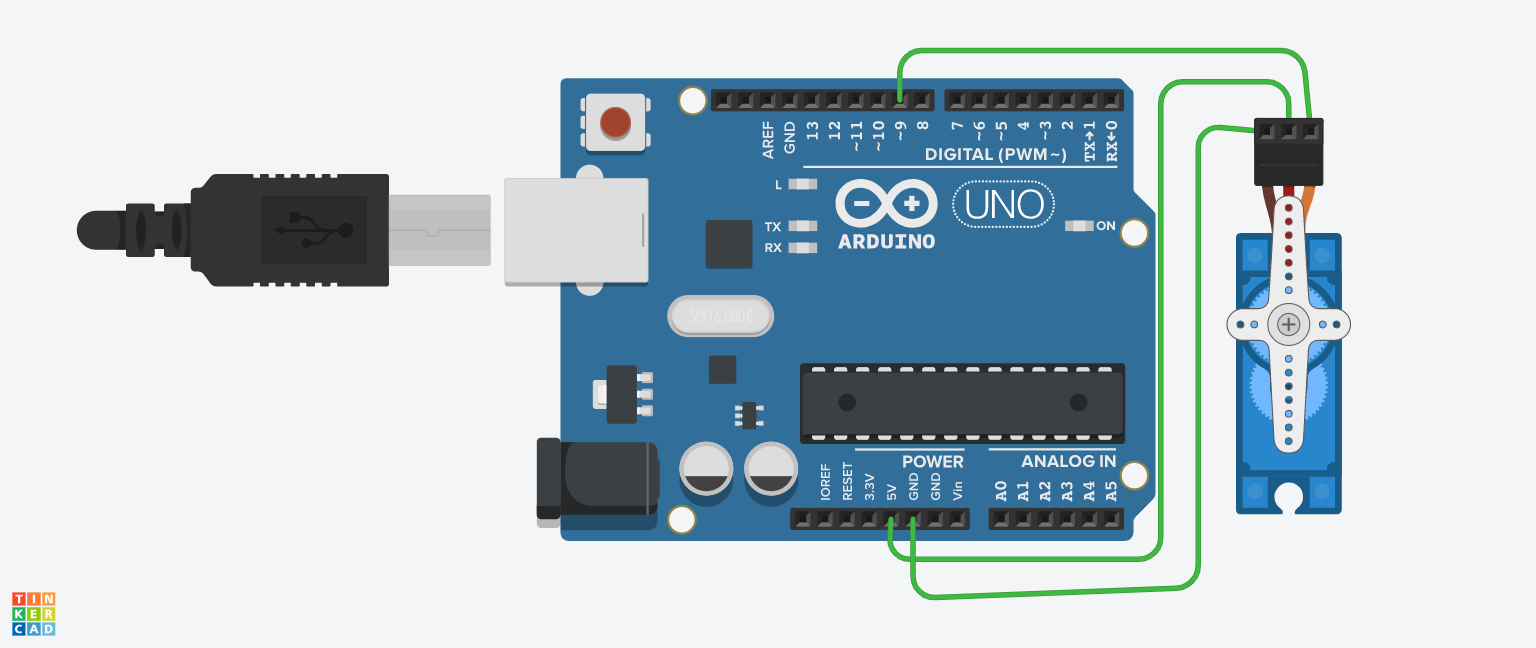 AREF
GND
13
12
~11
~10
~9
8
7
~6
~5
4
~3
2
TX→1
RX←0
DIGITAL (PWM~)
L
TX
RX
UNO
ON
ARDUINO
SPK16.000G
POWER
ANALOG IN
IOREF
RESET
3.3V
5V
GND
GND
Vin
A0
A1
A2
A3
A4
A5
TIN
KER
CAD